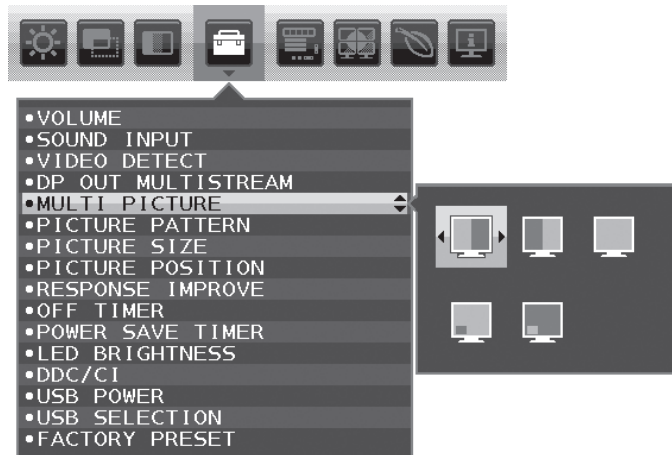 •VOLUME
•SOUND INPUT
•VIDEO DETECT
•DP OUT MULTISTREAM
•MULTI PICTURE
•PICTURE PATTERN
•PICTURE SIZE
•PICTURE POSITION
•RESPONSE IMPROVE
•OFF TIMER
•POWER SAVE TIMER
•LED BRIGHTNESS
•DDC/CI
•USB POWER
•USB SELECTION
•FACTORY PRESET